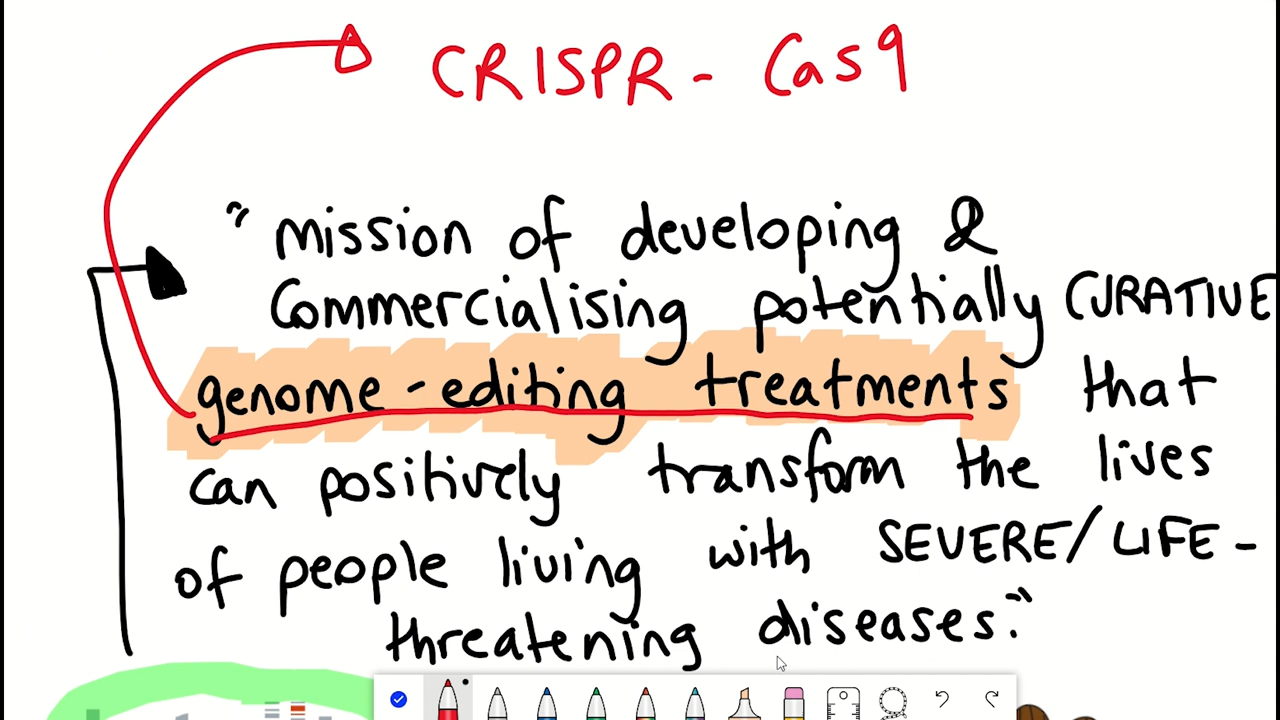 CRISPR - Cas9
"mission of developing &
Commercialising potentially CURATIVE
genome-editing treatments that
can positively transform the lives
of people living with SEVERE/LIFE-
threatening diseases."